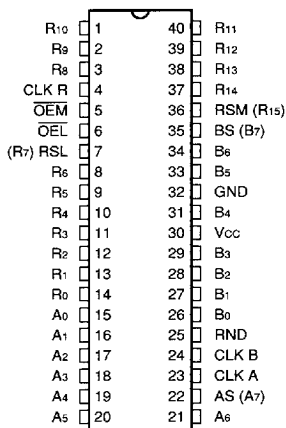 R10 1 40 R11
R9 2 39 R12
R8 3 38 R13
CLK R 4 37 R14
OEM 5 36 RSM (R15)
OEL 6 35 BS (B7)
(R7) RSL 7 34 B6
R6 8 33 B5
R5 9 32 GND
R4 10 31 B4
R3 11 30 VCC
R2 12 29 B3
R1 13 28 B2
R0 14 27 B1
A0 15 26 B0
A1 16 25 RND
A2 17 24 CLK B
A3 18 23 CLK A
A4 19 22 AS (A7)
A5 20 21 A6